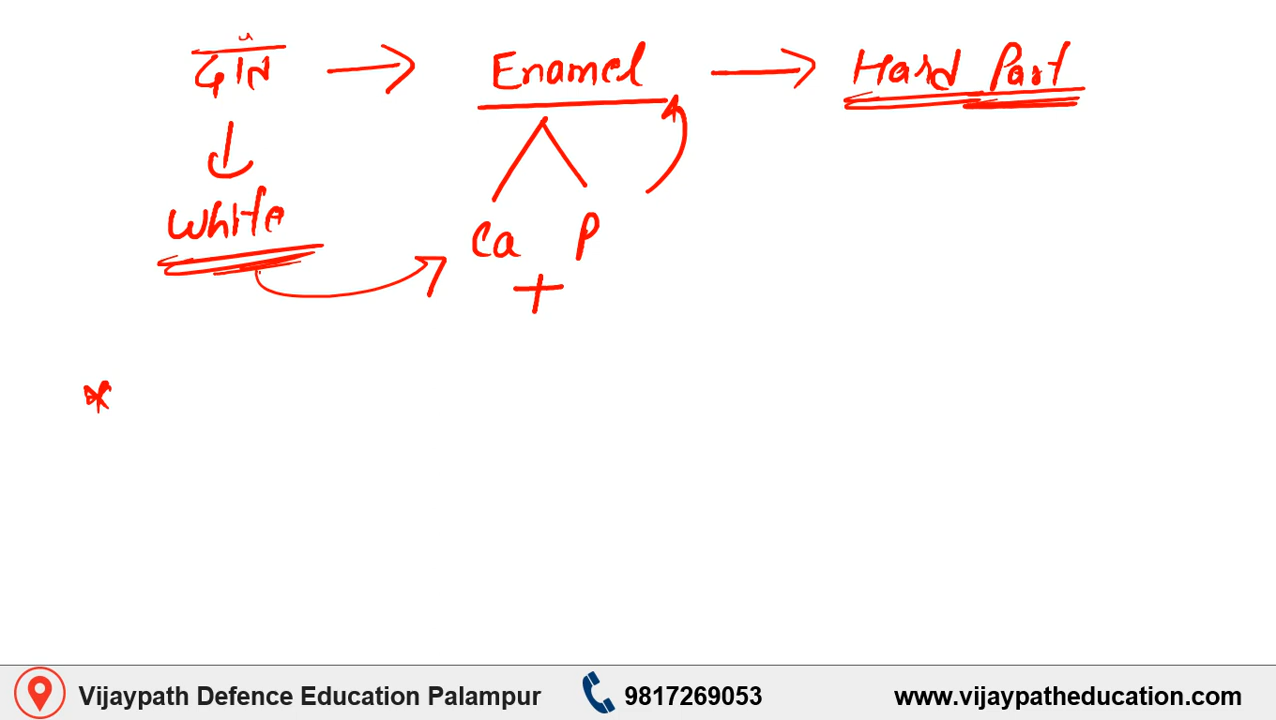 दाँत → Enamel → Hard Part
↓
White
Ca P
+
*
Vijaypath Defence Education Palampur 9817269053 www.vijaypatheducation.com